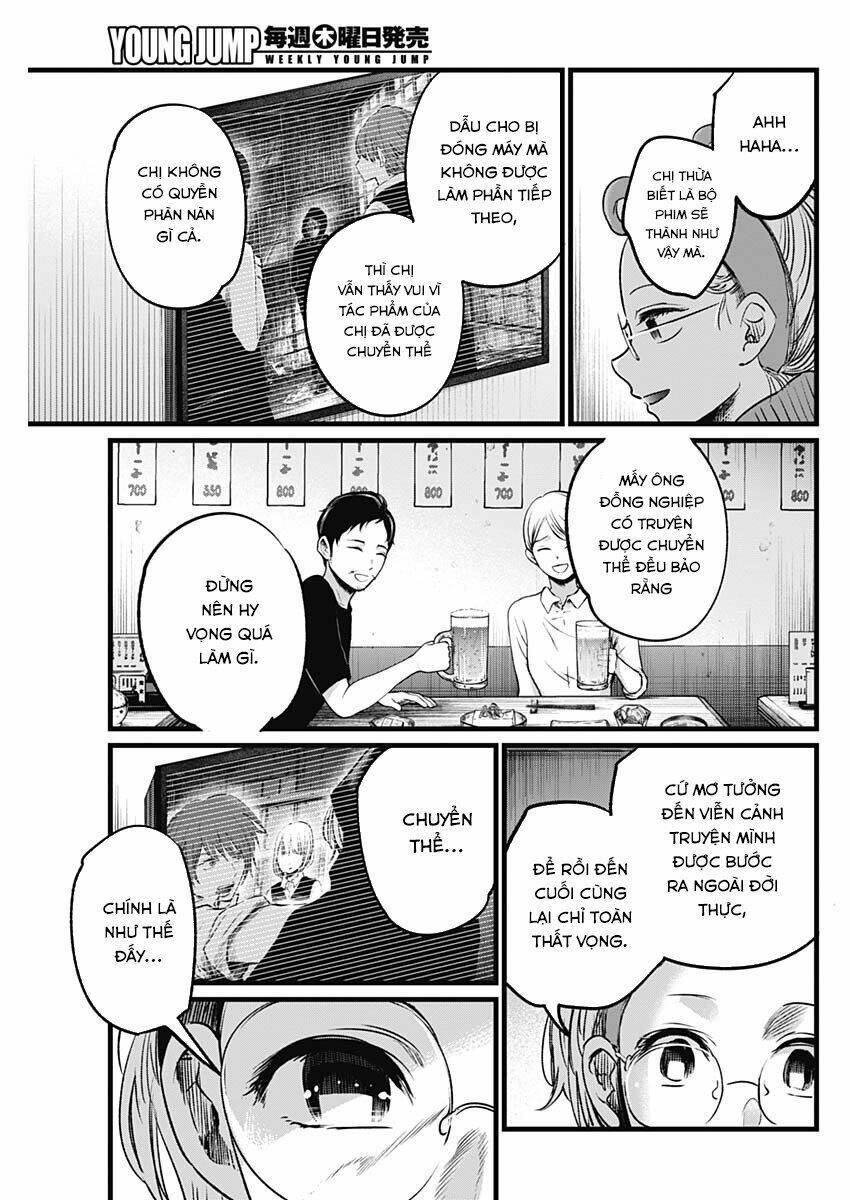 YOUNG JUMP 毎週木曜日発売
WEEKLY YOUNG JUMP
AHH
HAHA...
CHỊ THỪA
BIẾT LÀ BỘ
PHIM SẼ
THÀNH NHƯ
VẬY MÀ.
DẪU CHO BỊ
ĐÓNG MÁY MÀ
KHÔNG ĐƯỢC
LÀM PHẦN TIẾP
THEO,
THÌ CHỊ
VẪN THẤY VUI VÌ
TÁC PHẨM CỦA
CHỊ ĐÃ ĐƯỢC
CHUYỂN THỂ
CHỊ KHÔNG
CÓ QUYỀN
PHÀN NÀN
GÌ CẢ.
MẤY ÔNG
ĐỒNG NGHIỆP
CÓ TRUYỆN
ĐƯỢC CHUYỂN
THỂ ĐỀU BẢO
RẰNG
ĐỪNG
NÊN HY
VỌNG QUÁ
LÀM GÌ.
700
550
800
800
700
CỨ MƠ TƯỞNG
ĐẾN VIỄN CẢNH
TRUYỆN MÌNH
ĐƯỢC BƯỚC
RA NGOÀI ĐỜI
THỰC,
ĐỂ RỒI ĐẾN
CUỐI CÙNG
LẠI CHỈ TOÀN
THẤT VỌNG.
CHUYỂN
THỂ...
CHÍNH LÀ
NHƯ THẾ
ĐẤY...